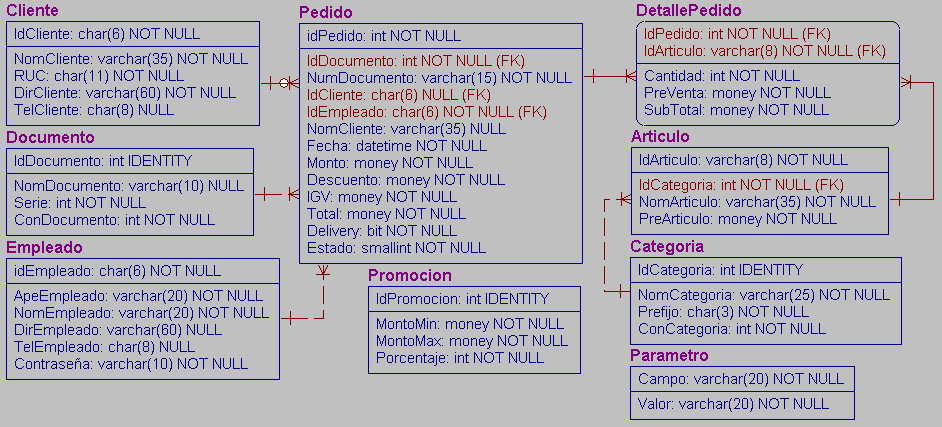 Cliente
IdCliente: char(6) NOT NULL
NomCliente: varchar(35) NOT NULL
RUC: char(11) NOT NULL
DirCliente: varchar(60) NOT NULL
TelCliente: char(8) NULL
Documento
IdDocumento: int IDENTITY
NomDocumento: varchar(10) NULL
Serie: int NOT NULL
ConDocumento: int NOT NULL
Empleado
idEmpleado: char(6) NOT NULL
ApeEmpleado: varchar(20) NOT NULL
NomEmpleado: varchar(20) NOT NULL
DirEmpleado: varchar(60) NULL
TelEmpleado: char(8) NULL
Contraseña: varchar(10) NOT NULL
Pedido
idPedido: int NOT NULL
IdDocumento: int NOT NULL (FK)
NumDocumento: varchar(15) NOT NULL
IdCliente: char(6) NULL (FK)
IdEmpleado: char(6) NOT NULL (FK)
NomCliente: varchar(35) NULL
Fecha: datetime NOT NULL
Monto: money NOT NULL
Descuento: money NOT NULL
IGV: money NOT NULL
Total: money NOT NULL
Delivery: bit NOT NULL
Estado: smallint NOT NULL
Promocion
IdPromocion: int IDENTITY
MontoMin: money NOT NULL
MontoMax: money NOT NULL
Porcentaje: int NOT NULL
DetallePedido
IdPedido: int NOT NULL (FK)
IdArticulo: varchar(8) NOT NULL (FK)
Cantidad: int NOT NULL
PreVenta: money NOT NULL
SubTotal: money NOT NULL
Articulo
IdArticulo: varchar(8) NOT NULL
IdCategoria: int NOT NULL (FK)
NomArticulo: varchar(35) NOT NULL
PreArticulo: money NOT NULL
Categoria
IdCategoria: int IDENTITY
NomCategoria: varchar(25) NOT NULL
Prefijo: char(3) NOT NULL
ConCategoria: int NOT NULL
Parametro
Campo: varchar(20) NOT NULL
Valor: varchar(20) NOT NULL